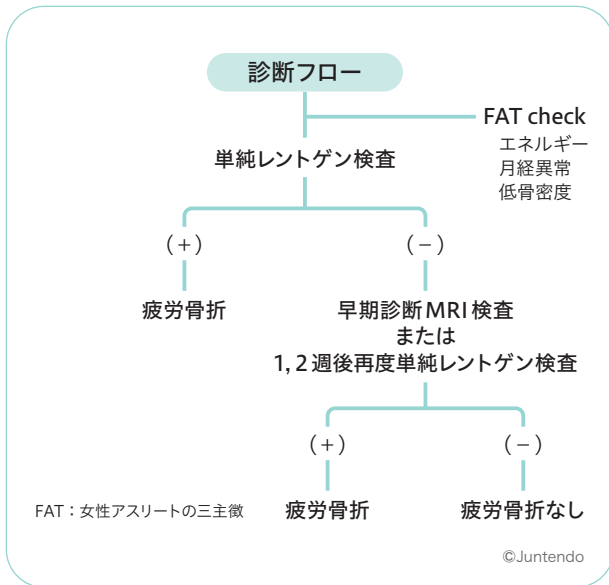 診断フロー
FAT check
エネルギー
月経異常
低骨密度
単純レントゲン検査
(+)
(−)
疲労骨折
早期診断MRI検査
または
1, 2週後再度単純レントゲン検査
(+)
(−)
疲労骨折
疲労骨折なし
FAT：女性アスリートの三主徴
©Juntendo